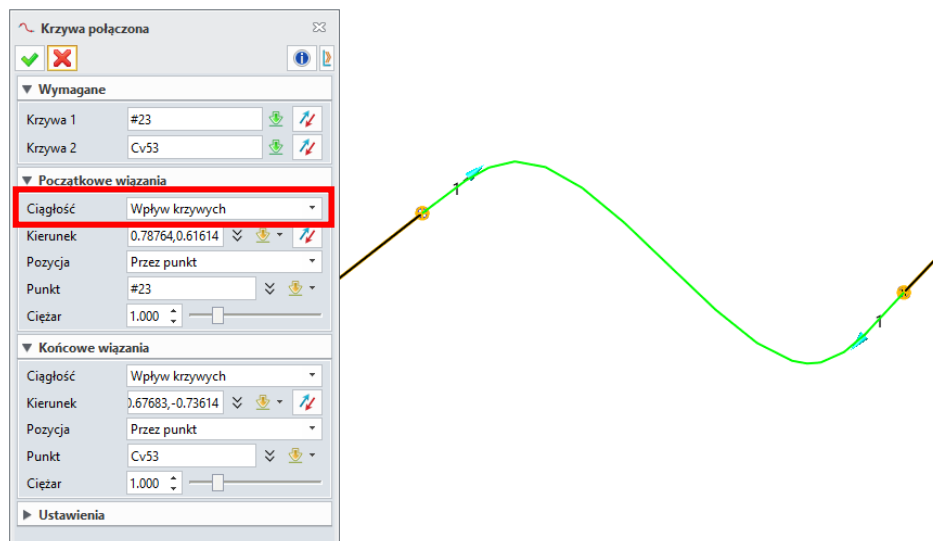 Krzywa połączona
Wymagane
Krzywa 1 #23
Krzywa 2 Cv53
Początkowe wiązania
Ciągłość Wpływ krzywych
Kierunek 0.78764,0.61614
Pozycja Przez punkt
Punkt #23
Ciężar 1.000
Końcowe wiązania
Ciągłość Wpływ krzywych
Kierunek 0.67683,-0.73614
Pozycja Przez punkt
Punkt Cv53
Ciężar 1.000
Ustawienia
1
1